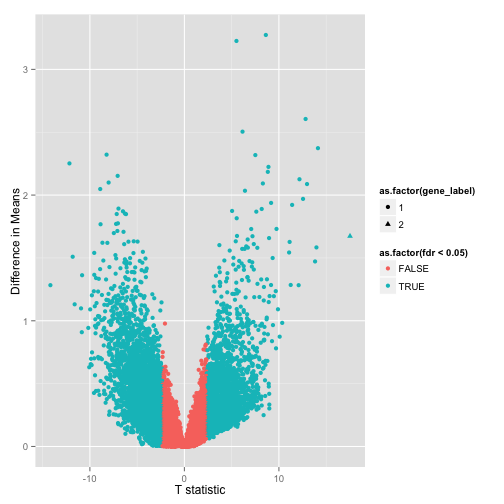 3
2
1
0
Difference in Means
-10
0
10
T statistic
as.factor(gene_label)
1
2
as.factor(fdr < 0.05)
FALSE
TRUE